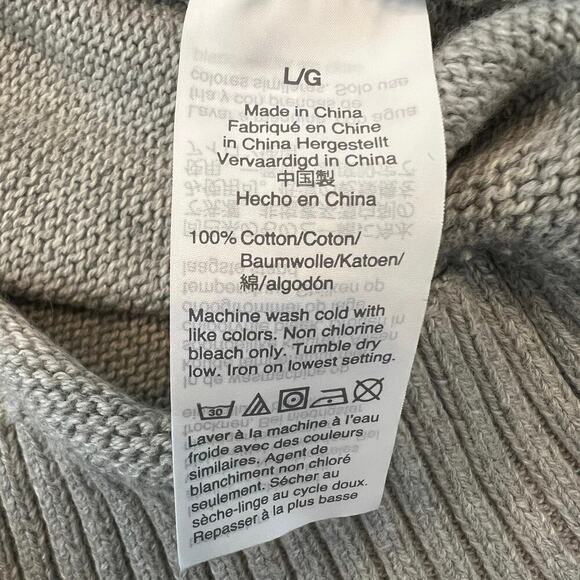 L/G
Made in China
Fabriqué en Chine
in China Hergestellt
Vervaardigd in China
中国製
Hecho en China
100% Cotton/Coton/
Baumwolle/Katoen/
綿/algodón
Machine wash cold with
like colors. Non chlorine
bleach only. Tumble dry
low. Iron on lowest setting.
30
Laver à la machine à l'eau
froide avec des couleurs
similaires. Agent de
blanchiment non chloré
seulement. Sécher au
sèche-linge au cycle doux.
Repasser à la plus basse